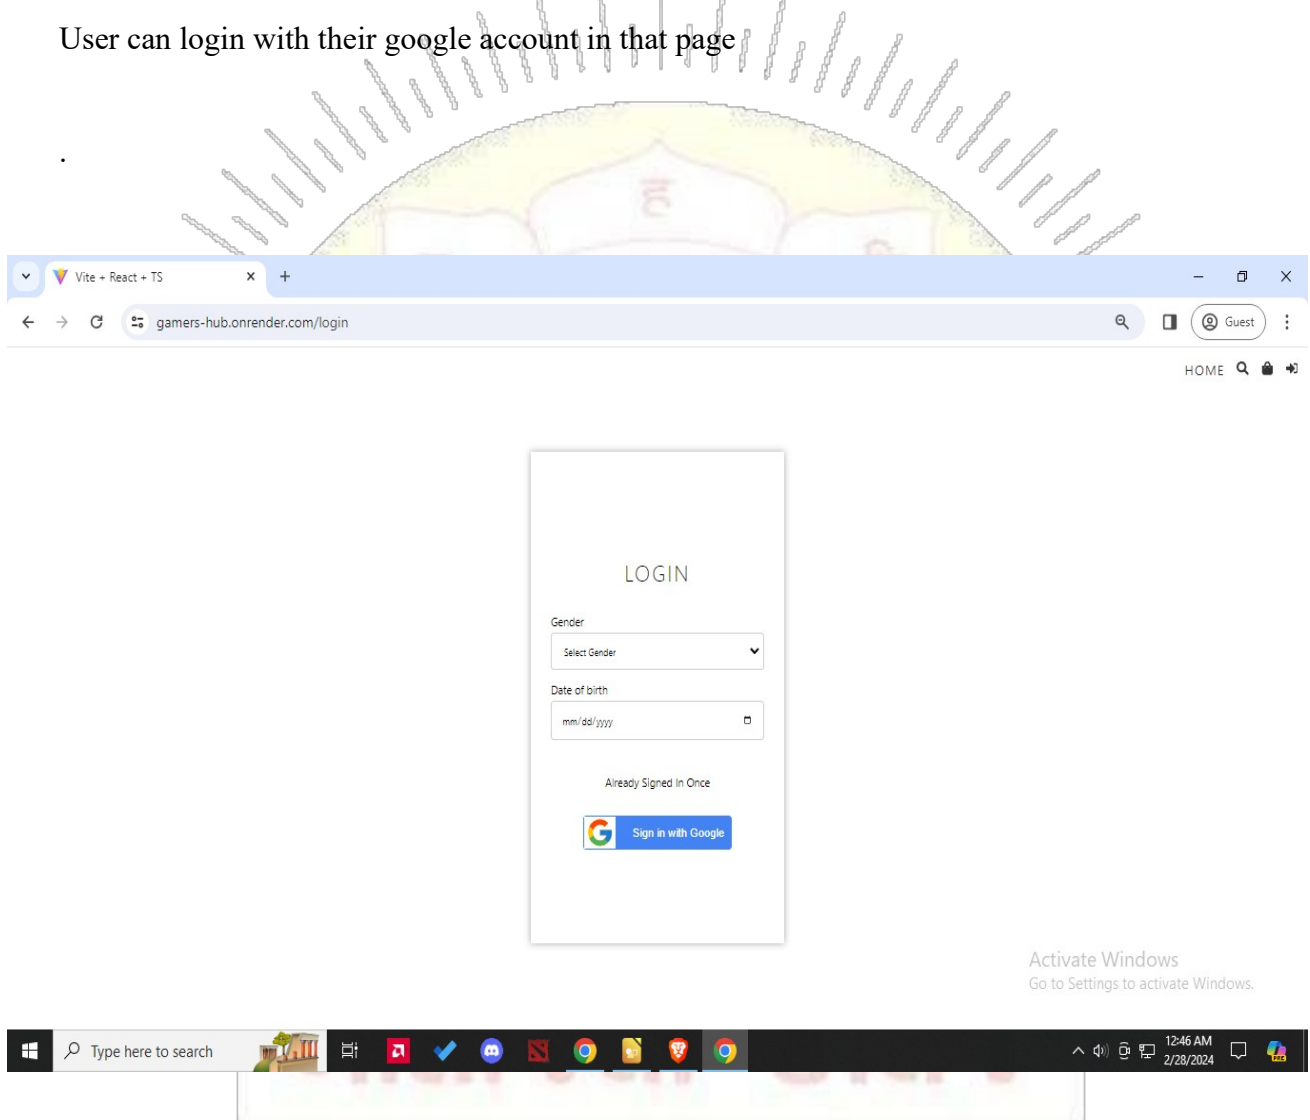 User can login with their google account in that page
.
Vite + React + TS
gamers-hub.onrender.com/login
Guest
HOME
LOGIN
Gender
Select Gender
Date of birth
mm/dd/yyyy
Already Signed In Once
Sign in with Google
Activate Windows
Go to Settings to activate Windows.
Type here to search
12:46 AM
2/28/2024